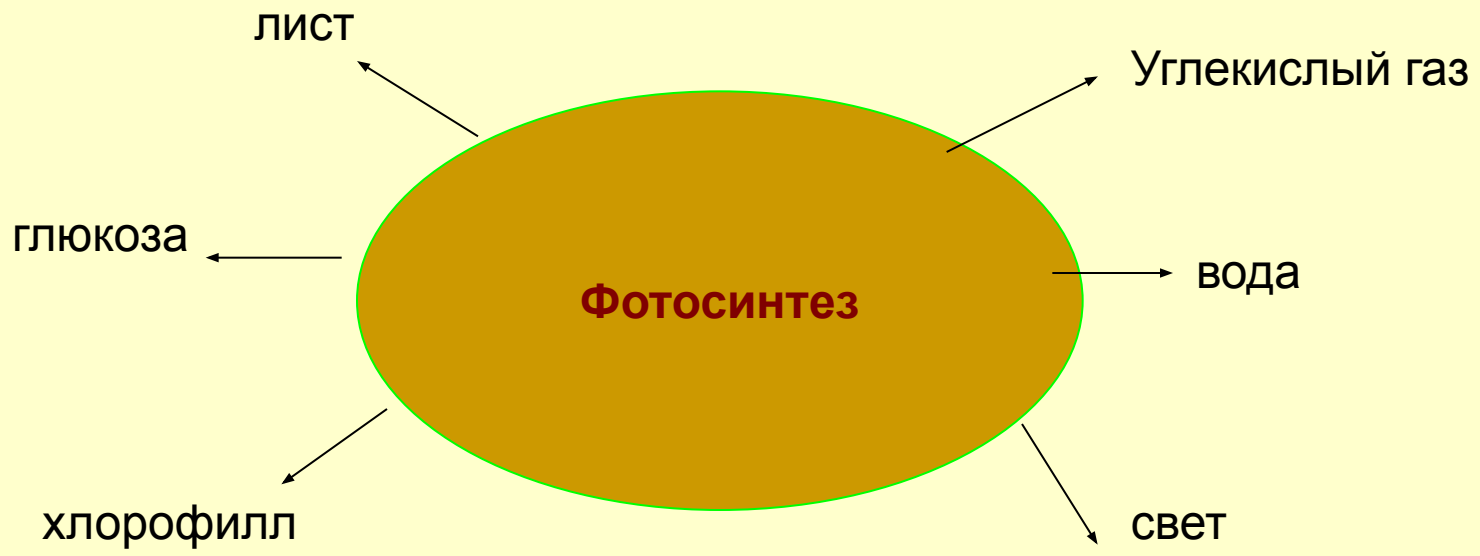 лист
Углекислый газ
глюкоза
вода
Фотосинтез
хлорофилл
свет